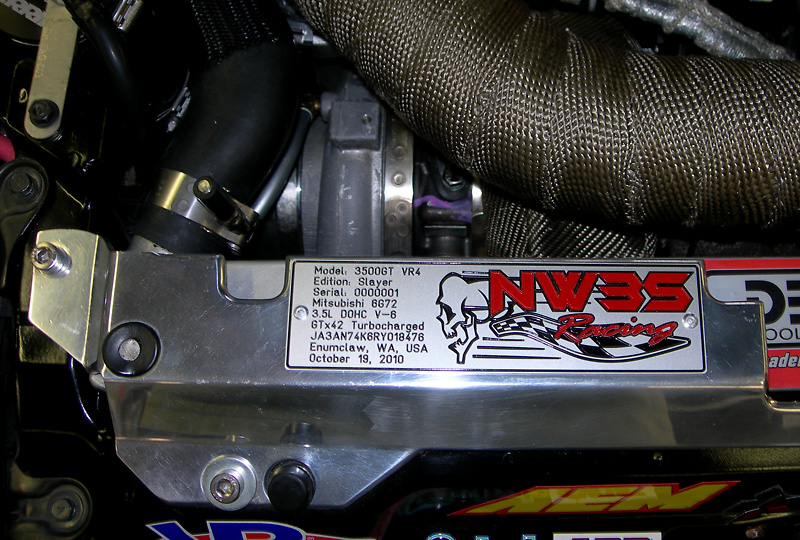 Model: 3500GT VR4
Edition: Slayer
Serial: 0000001
Mitsubishi 6G72
3.5L DOHC V-6
GTx42 Turbocharged
JA3AN74K6RY018476
Enumclaw, WA, USA
October 19, 2010
NW3S
Racing
AEM